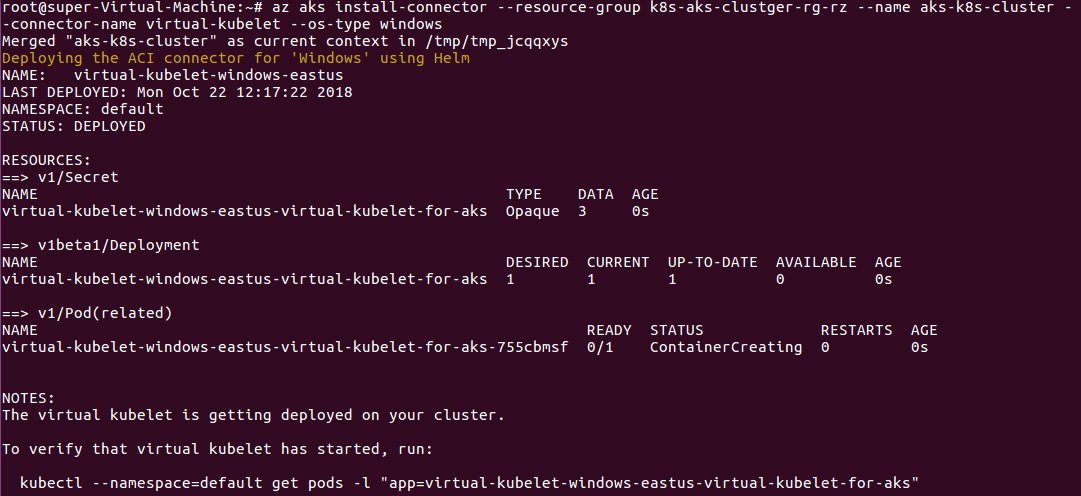 root@super-Virtual-Machine:~# az aks install-connector --resource-group k8s-aks-clustger-rg-rz --name aks-k8s-cluster -
-connector-name virtual-kubelet --os-type windows
Merged "aks-k8s-cluster" as current context in /tmp/tmp_jcqqxys
Deploying the ACI connector for 'Windows' using Helm
NAME:   virtual-kubelet-windows-eastus
LAST DEPLOYED: Mon Oct 22 12:17:22 2018
NAMESPACE: default
STATUS: DEPLOYED
RESOURCES:
==> v1/Secret
NAME                                                    TYPE    DATA  AGE
virtual-kubelet-windows-eastus-virtual-kubelet-for-aks  Opaque  3     0s
==> v1beta1/Deployment
NAME                                                    DESIRED  CURRENT  UP-TO-DATE  AVAILABLE  AGE
virtual-kubelet-windows-eastus-virtual-kubelet-for-aks  1        1        1           0          0s
==> v1/Pod(related)
NAME                                                             READY  STATUS             RESTARTS  AGE
virtual-kubelet-windows-eastus-virtual-kubelet-for-aks-755cbmsf  0/1    ContainerCreating  0         0s
NOTES:
The virtual kubelet is getting deployed on your cluster.
To verify that virtual kubelet has started, run:
  kubectl --namespace=default get pods -l "app=virtual-kubelet-windows-eastus-virtual-kubelet-for-aks"